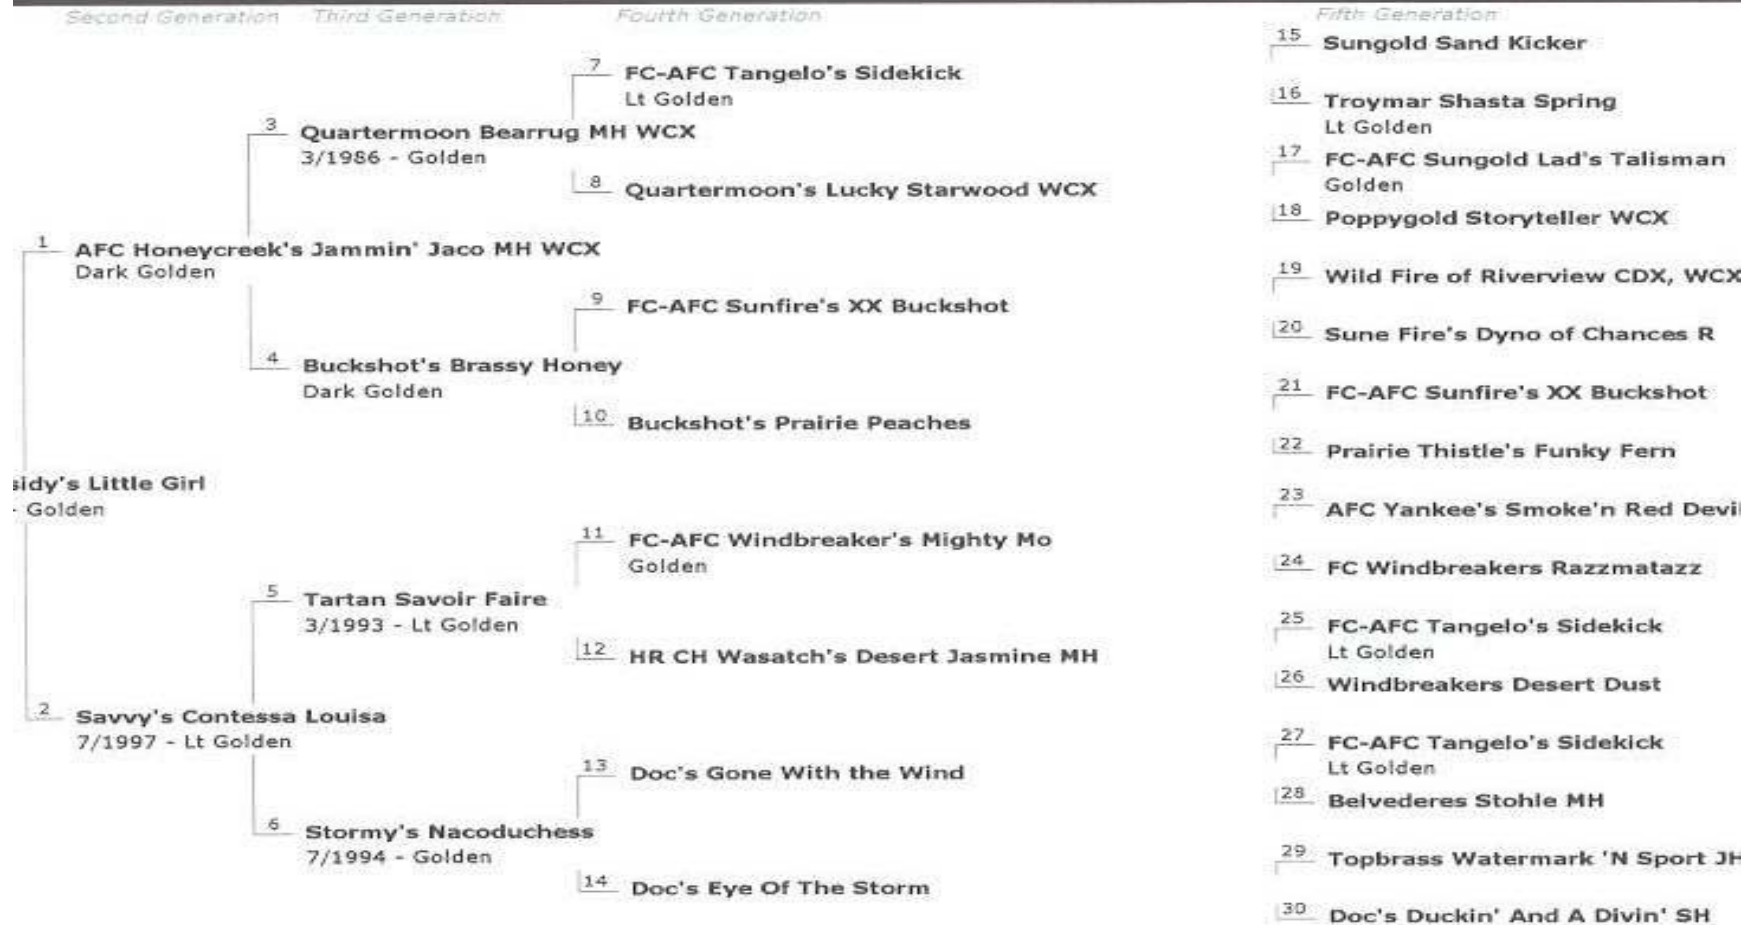 Second Generation
Third Generation
Fourth Generation
Fifth Generation
15 Sungold Sand Kicker
7 FC-AFC Tangelo's Sidekick
Lt Golden
16 Troymar Shasta Spring
Lt Golden
3 Quartermoon Bearrug MH WCX
3/1986 - Golden
17 FC-AFC Sungold Lad's Talisman
Golden
8 Quartermoon's Lucky Starwood WCX
18 Poppygold Storyteller WCX
1 AFC Honeycreek's Jammin' Jaco MH WCX
Dark Golden
19 Wild Fire of Riverview CDX, WCX
9 FC-AFC Sunfire's XX Buckshot
20 Sune Fire's Dyno of Chances R
4 Buckshot's Brassy Honey
Dark Golden
21 FC-AFC Sunfire's XX Buckshot
10 Buckshot's Prairie Peaches
22 Prairie Thistle's Funky Fern
sidy's Little Girl
- Golden
23 AFC Yankee's Smoke'n Red Devil
11 FC-AFC Windbreaker's Mighty Mo
Golden
24 FC Windbreakers Razzmatazz
5 Tartan Savoir Faire
3/1993 - Lt Golden
25 FC-AFC Tangelo's Sidekick
Lt Golden
12 HR CH Wasatch's Desert Jasmine MH
26 Windbreakers Desert Dust
2 Savvy's Contessa Louisa
7/1997 - Lt Golden
27 FC-AFC Tangelo's Sidekick
Lt Golden
13 Doc's Gone With the Wind
28 Belvederes Stohle MH
6 Stormy's Nacoduchess
7/1994 - Golden
29 Topbrass Watermark 'N Sport JH
14 Doc's Eye Of The Storm
30 Doc's Duckin' And A Divin' SH